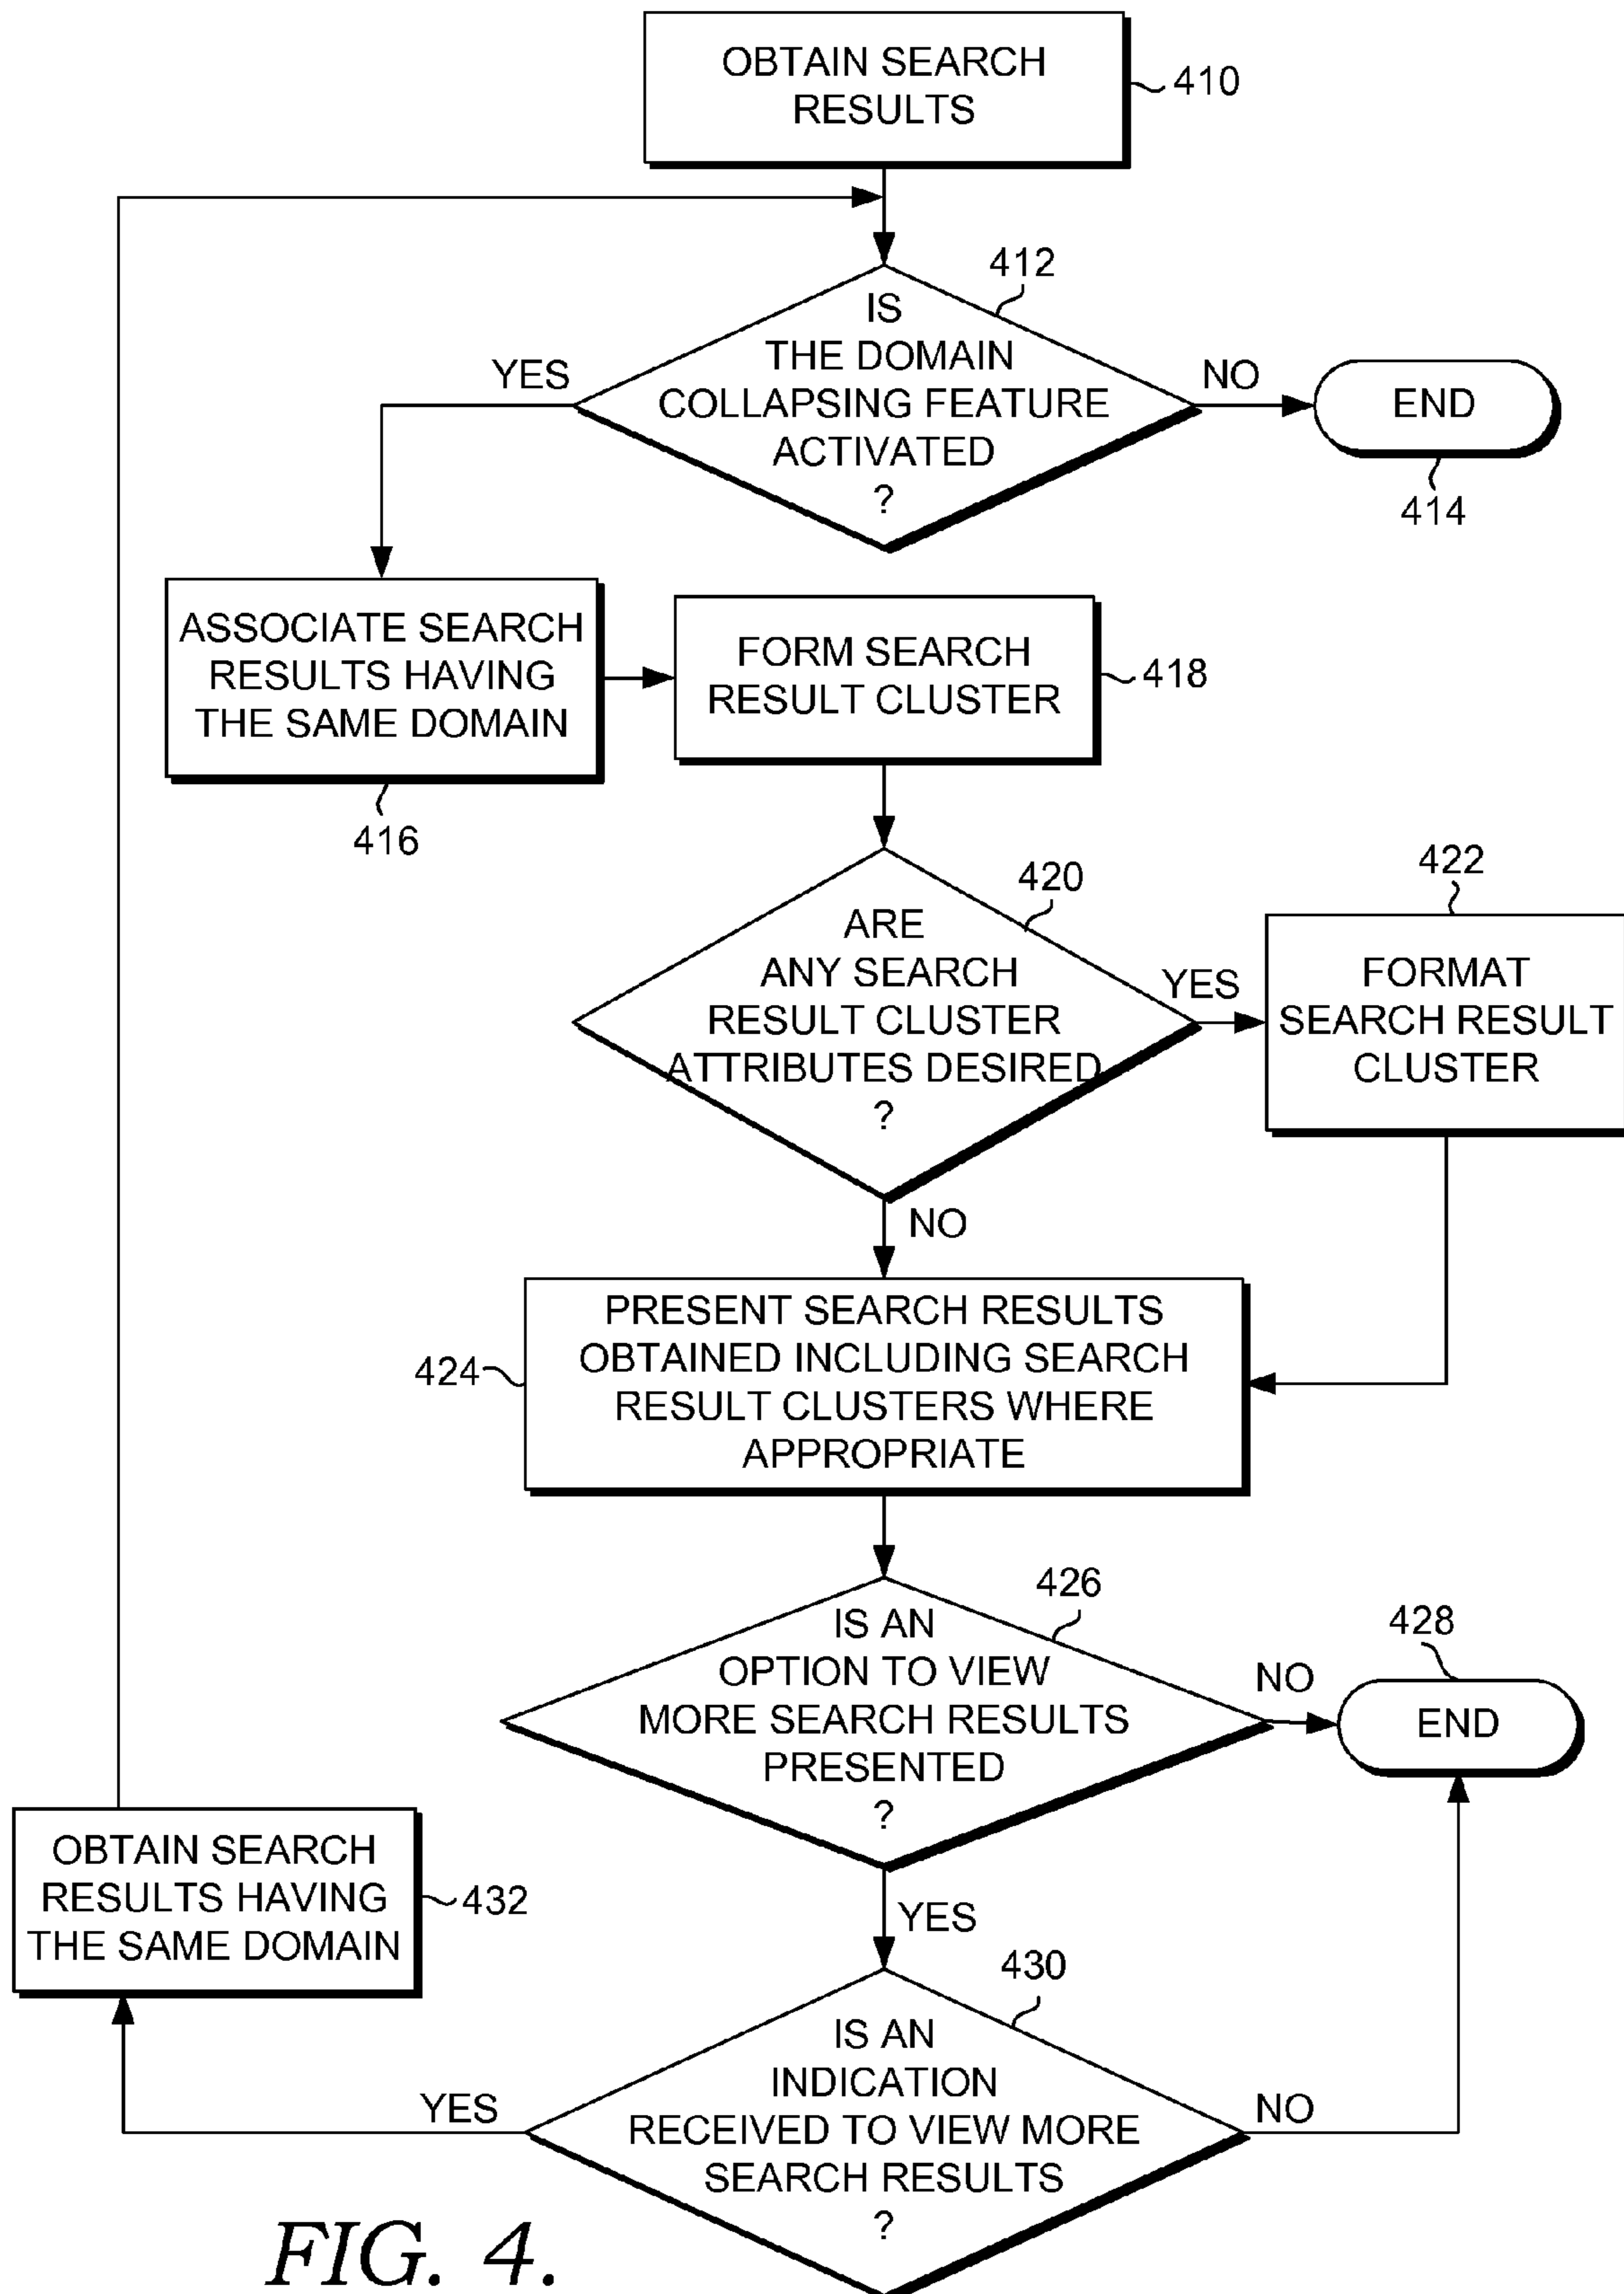 OBTAIN SEARCH
RESULTS
410
412
IS
THE DOMAIN
COLLAPSING FEATURE
ACTIVATED
?
YES
NO
END
414
ASSOCIATE SEARCH
RESULTS HAVING
THE SAME DOMAIN
416
FORM SEARCH
RESULT CLUSTER
418
420
ARE
ANY SEARCH
RESULT CLUSTER
ATTRIBUTES DESIRED
?
YES
422
FORMAT
SEARCH RESULT
CLUSTER
NO
PRESENT SEARCH RESULTS
OBTAINED INCLUDING SEARCH
RESULT CLUSTERS WHERE
APPROPRIATE
424
426
IS AN
OPTION TO VIEW
MORE SEARCH RESULTS
PRESENTED
?
NO
428
END
YES
OBTAIN SEARCH
RESULTS HAVING
THE SAME DOMAIN
432
430
IS AN
INDICATION
RECEIVED TO VIEW MORE
SEARCH RESULTS
?
YES
NO
FIG. 4.